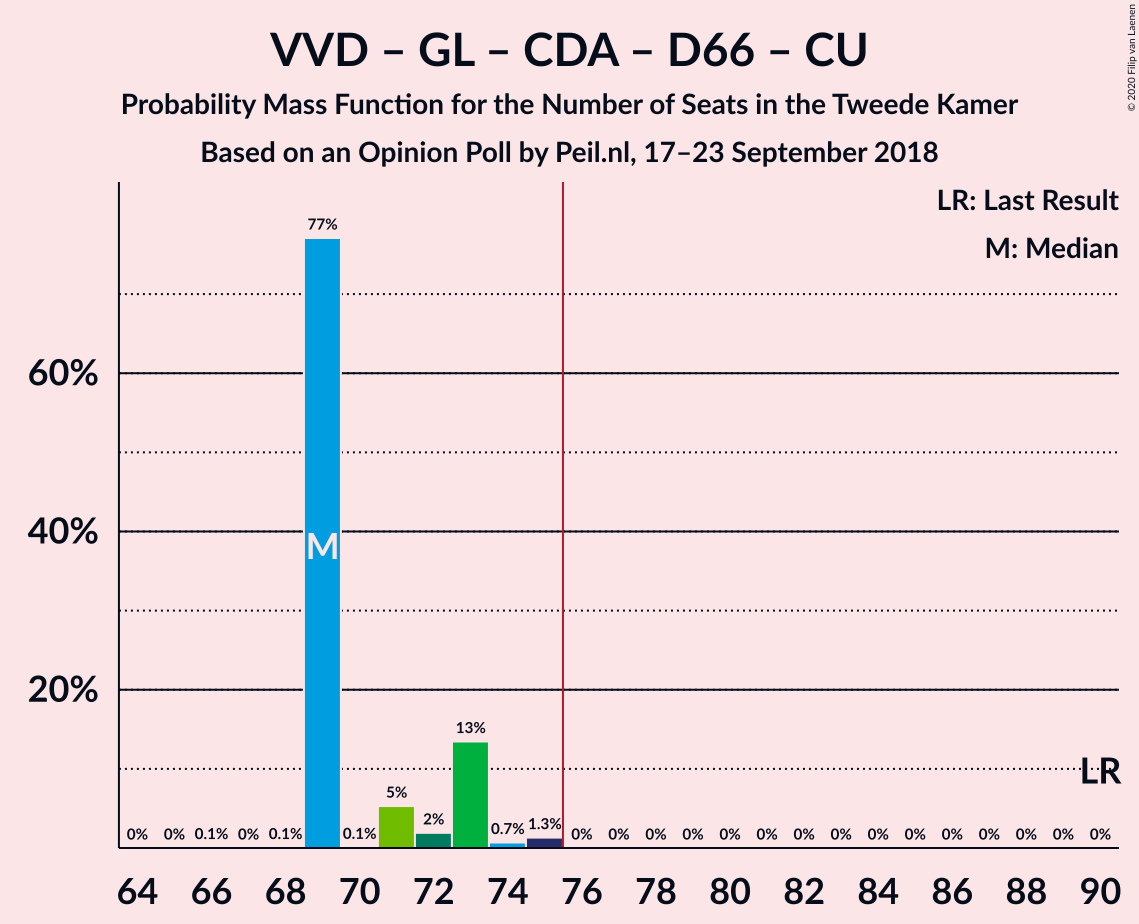 VVD – GL – CDA – D66 – CU
Probability Mass Function for the Number of Seats in the Tweede Kamer
Based on an Opinion Poll by Peil.nl, 17–23 September 2018
© 2020 Filip van Laenen
LR: Last Result
M: Median
77%
60%
40%
M
20%
13%
LR
5%
2%
0.7% 1.3%
0% 0% 0.1% 0% 0.1% 0.1% 0% 0% 0% 0% 0% 0% 0% 0% 0% 0% 0% 0% 0% 0% 0%
64 66 68 70 72 74 76 78 80 82 84 86 88 90